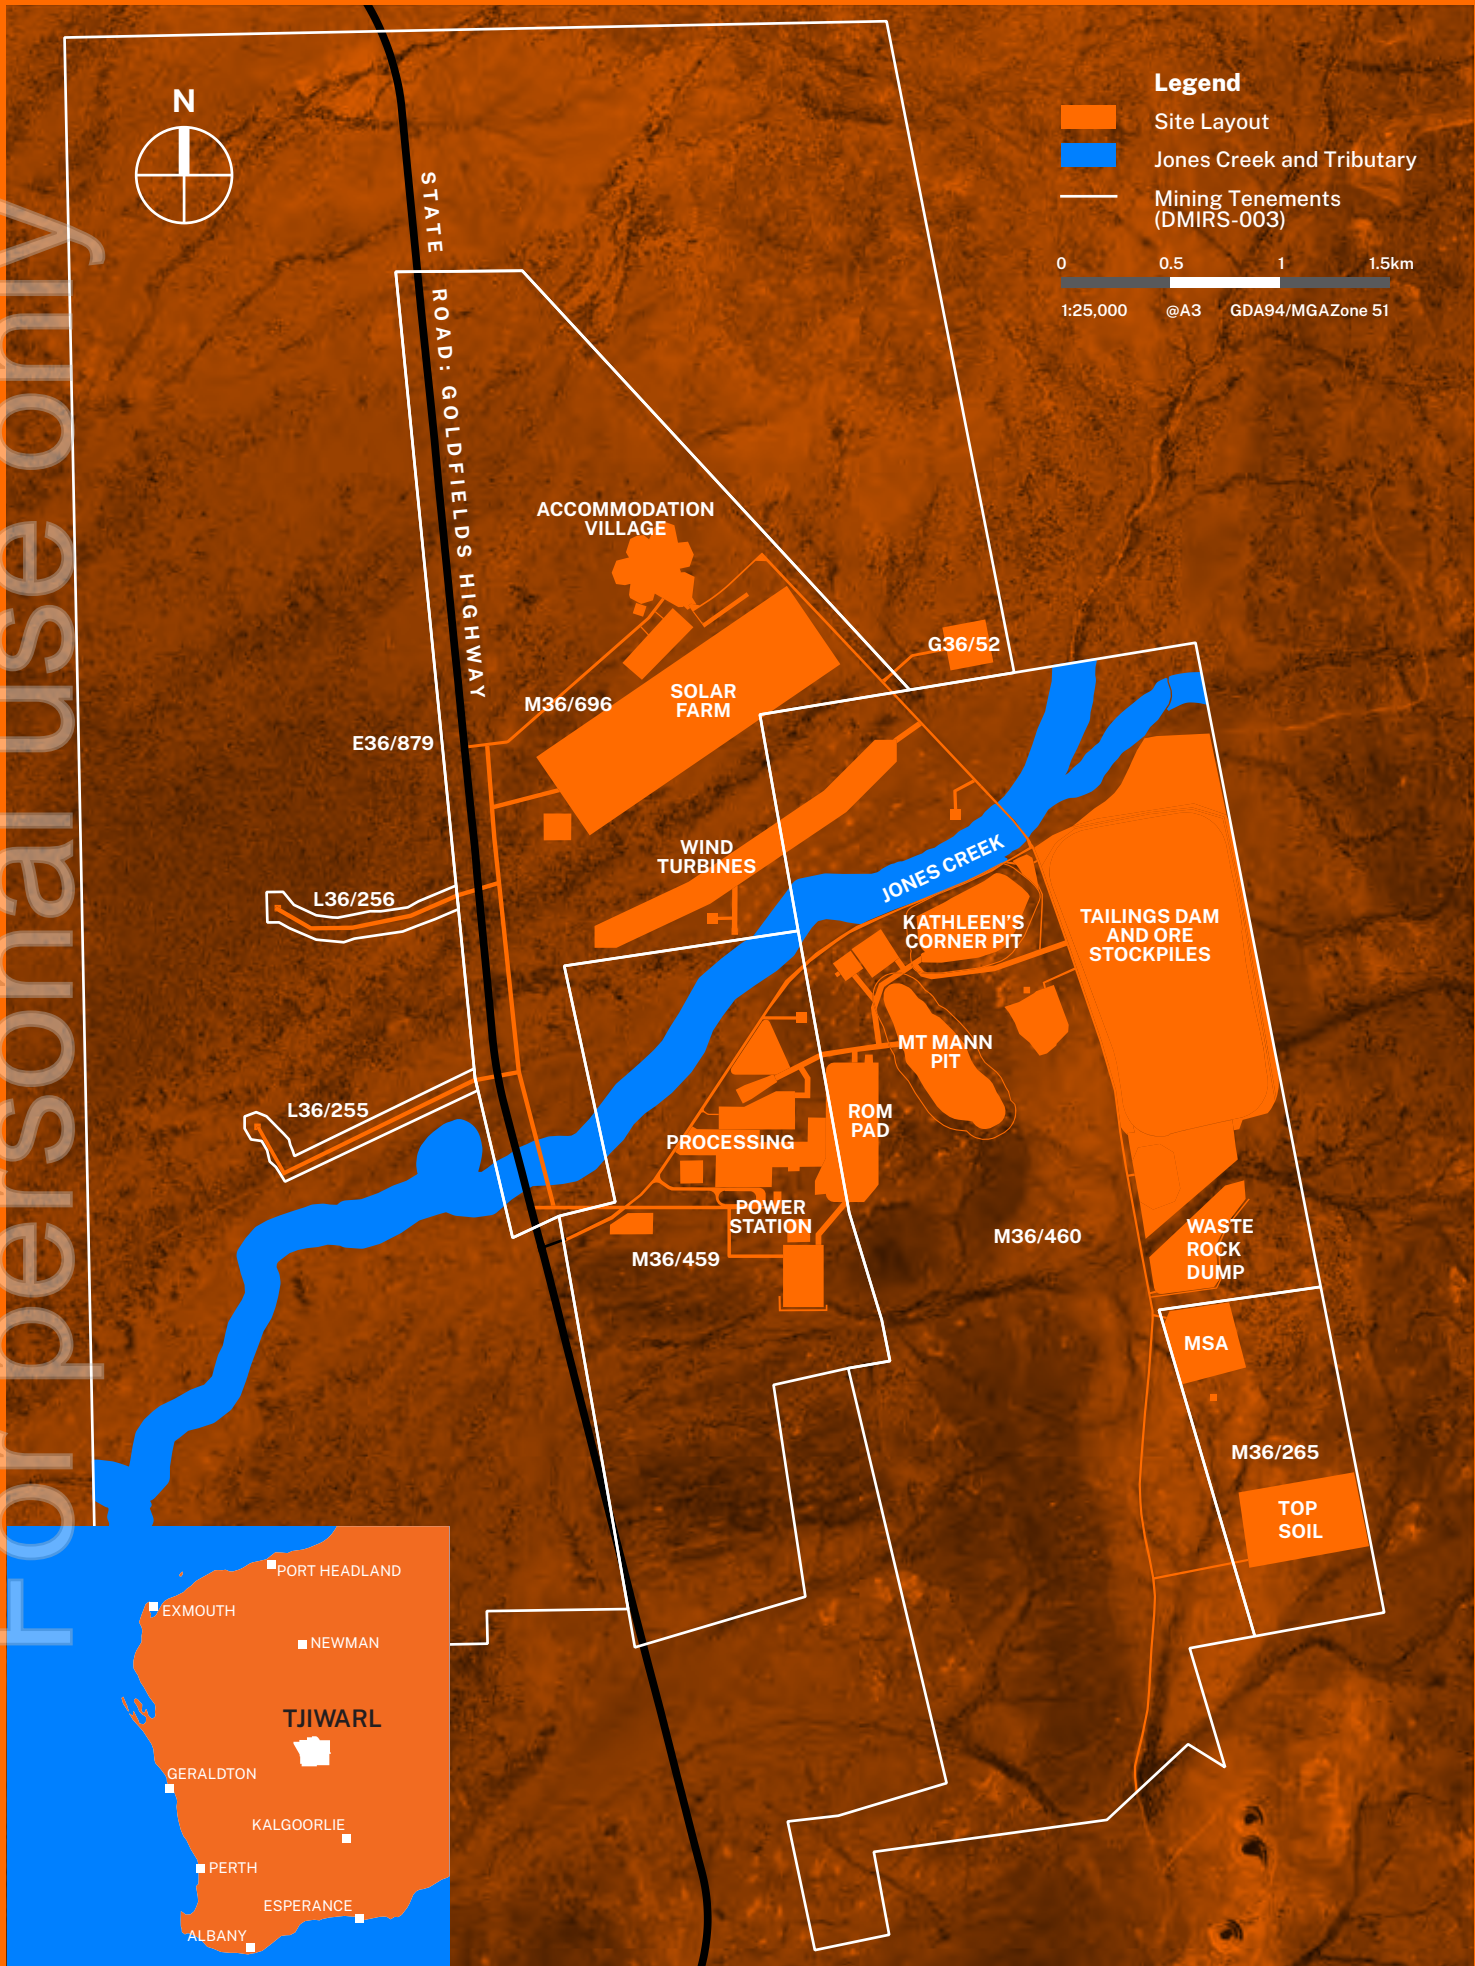 For personal use only
N
Legend
Site Layout
Jones Creek and Tributary
Mining Tenements
(DMIRS-003)
0 0.5 1 1.5km
1:25,000 @A3 GDA94/MGAZone 51
STATE ROAD: GOLDFIELDS HIGHWAY
ACCOMMODATION
VILLAGE
G36/52
SOLAR
FARM
M36/696
E36/879
WIND
TURBINES
JONES CREEK
L36/256
KATHLEEN'S
CORNER PIT
TAILINGS DAM
AND ORE
STOCKPILES
MT MANN
PIT
L36/255
ROM
PAD
PROCESSING
POWER
STATION
M36/459
M36/460
WASTE
ROCK
DUMP
MSA
M36/265
TOP
SOIL
PORT HEADLAND
EXMOUTH
NEWMAN
TJIWARL
GERALDTON
KALGOORLIE
PERTH
ESPERANCE
ALBANY